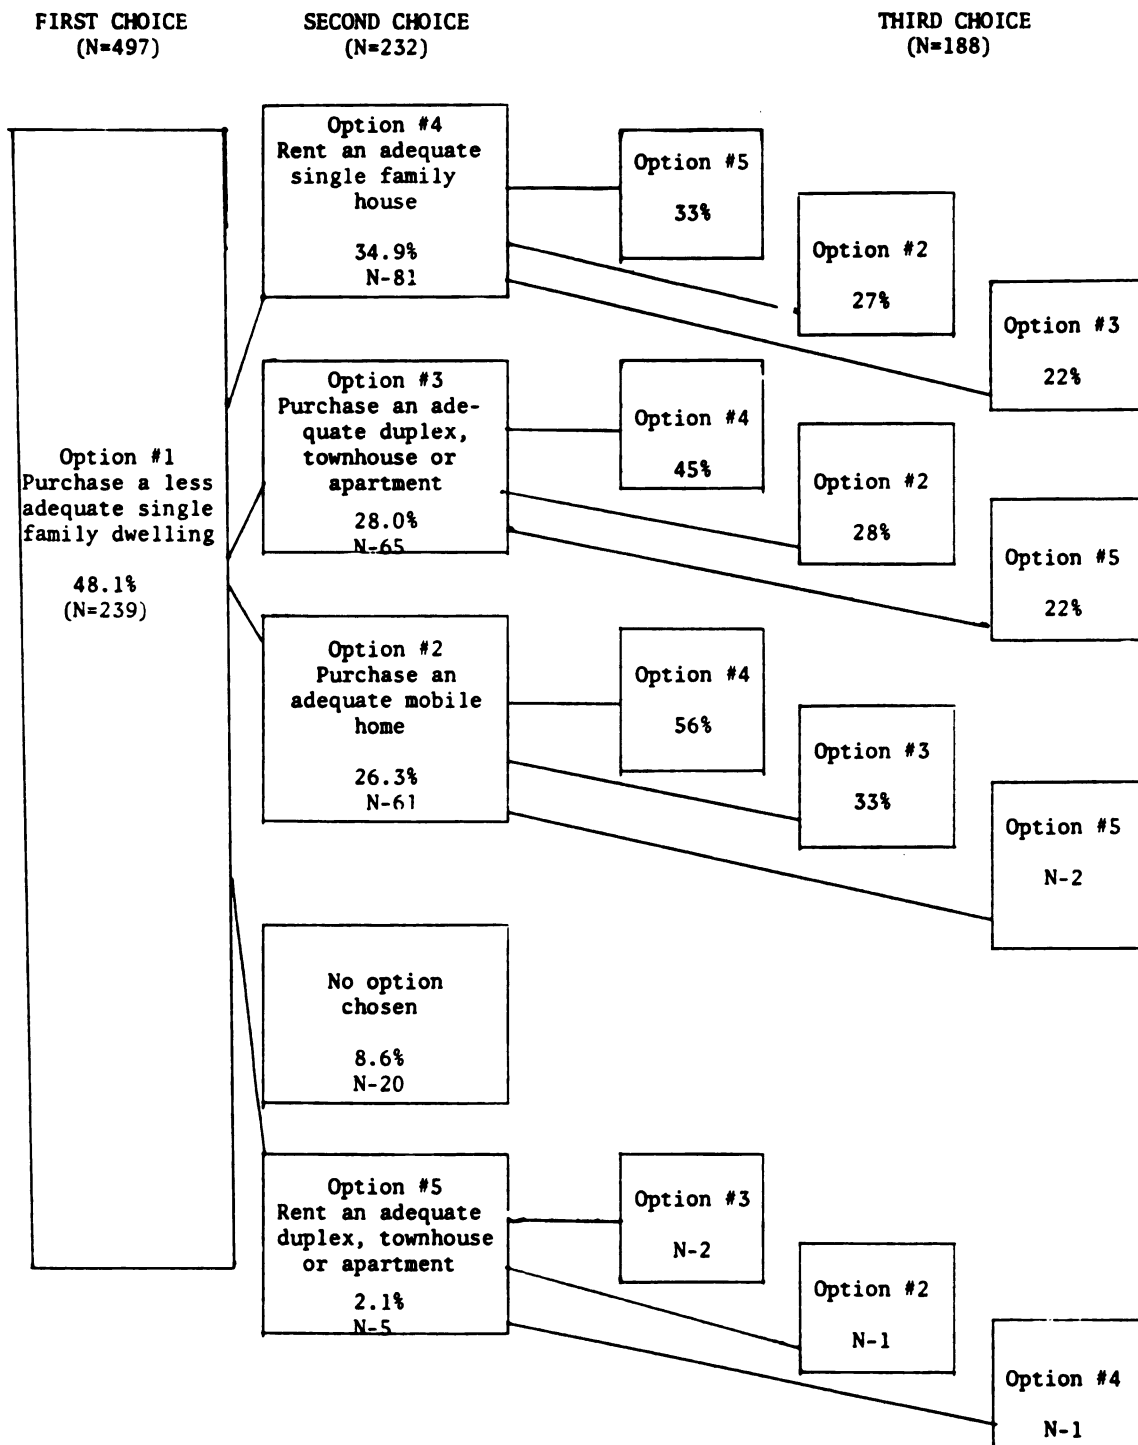 FIRST CHOICE
(N=497)
SECOND CHOICE
(N=232)
THIRD CHOICE
(N=188)
Option #1
Purchase a less
adequate single
family dwelling
48.1%
(N=239)
Option #4
Rent an adequate
single family
house
34.9%
N-81
Option #5
33%
Option #2
27%
Option #3
22%
Option #3
Purchase an ade-
quate duplex,
townhouse or
apartment
28.0%
N-65
Option #4
45%
Option #2
28%
Option #5
22%
Option #2
Purchase an
adequate mobile
home
26.3%
N-61
Option #4
56%
Option #3
33%
Option #5
N-2
No option
chosen
8.6%
N-20
Option #5
Rent an adequate
duplex, townhouse
or apartment
2.1%
N-5
Option #3
N-2
Option #2
N-1
Option #4
N-1